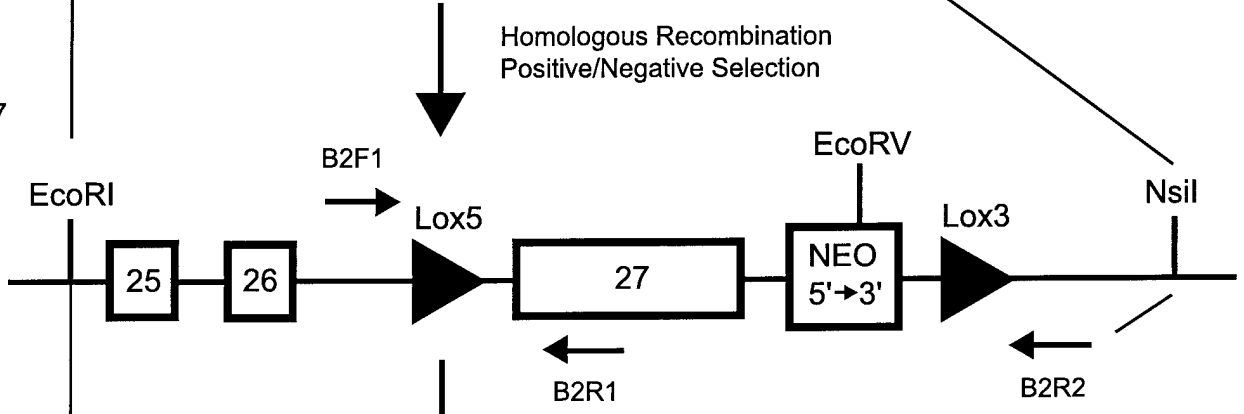 Homologous Recombination
Positive/Negative Selection
7
B2F1
EcoRV
EcoRI
Lox5
Lox3
NsiI
25
26
27
NEO
5'→3'
B2R1
B2R2